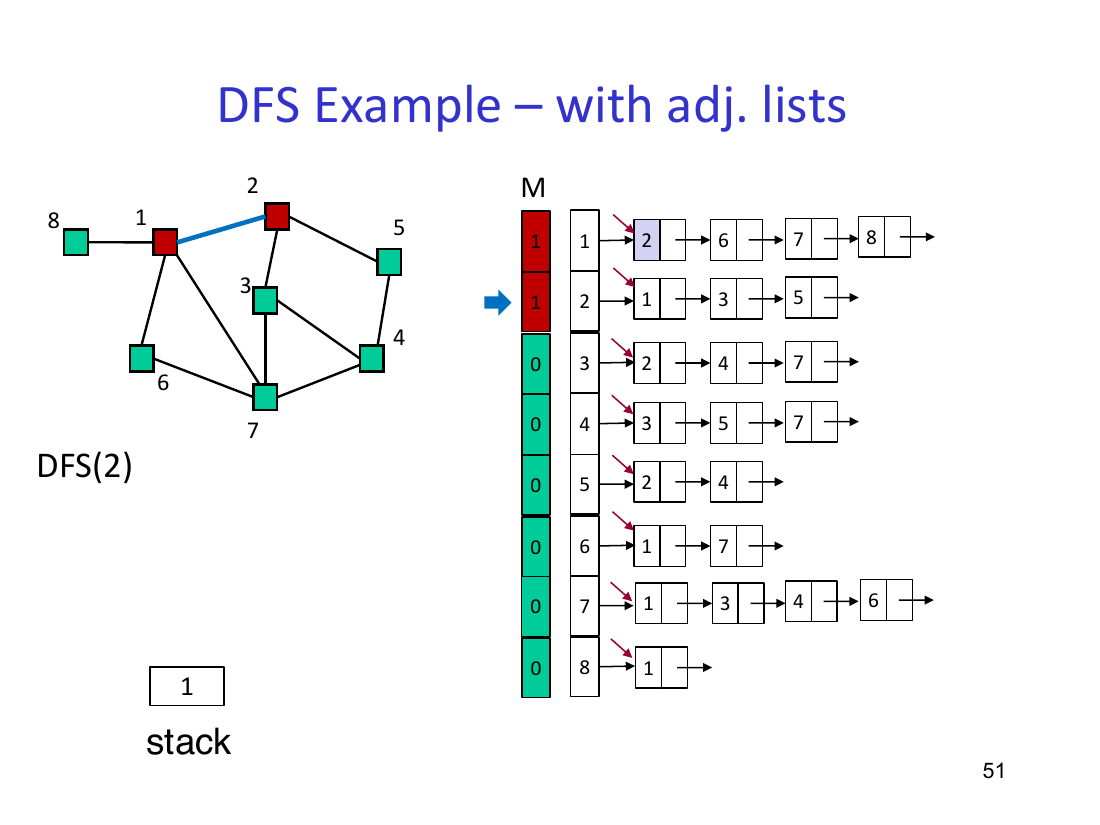 DFS Example – with adj. lists
M
2
8
1
5
3
4
6
7
1 1 2 6 7 8
1 2 1 3 5
0 3 2 4 7
0 4 3 5 7
0 5 2 4
0 6 1 7
0 7 1 3 4 6
0 8 1
DFS(2)
1
stack
51